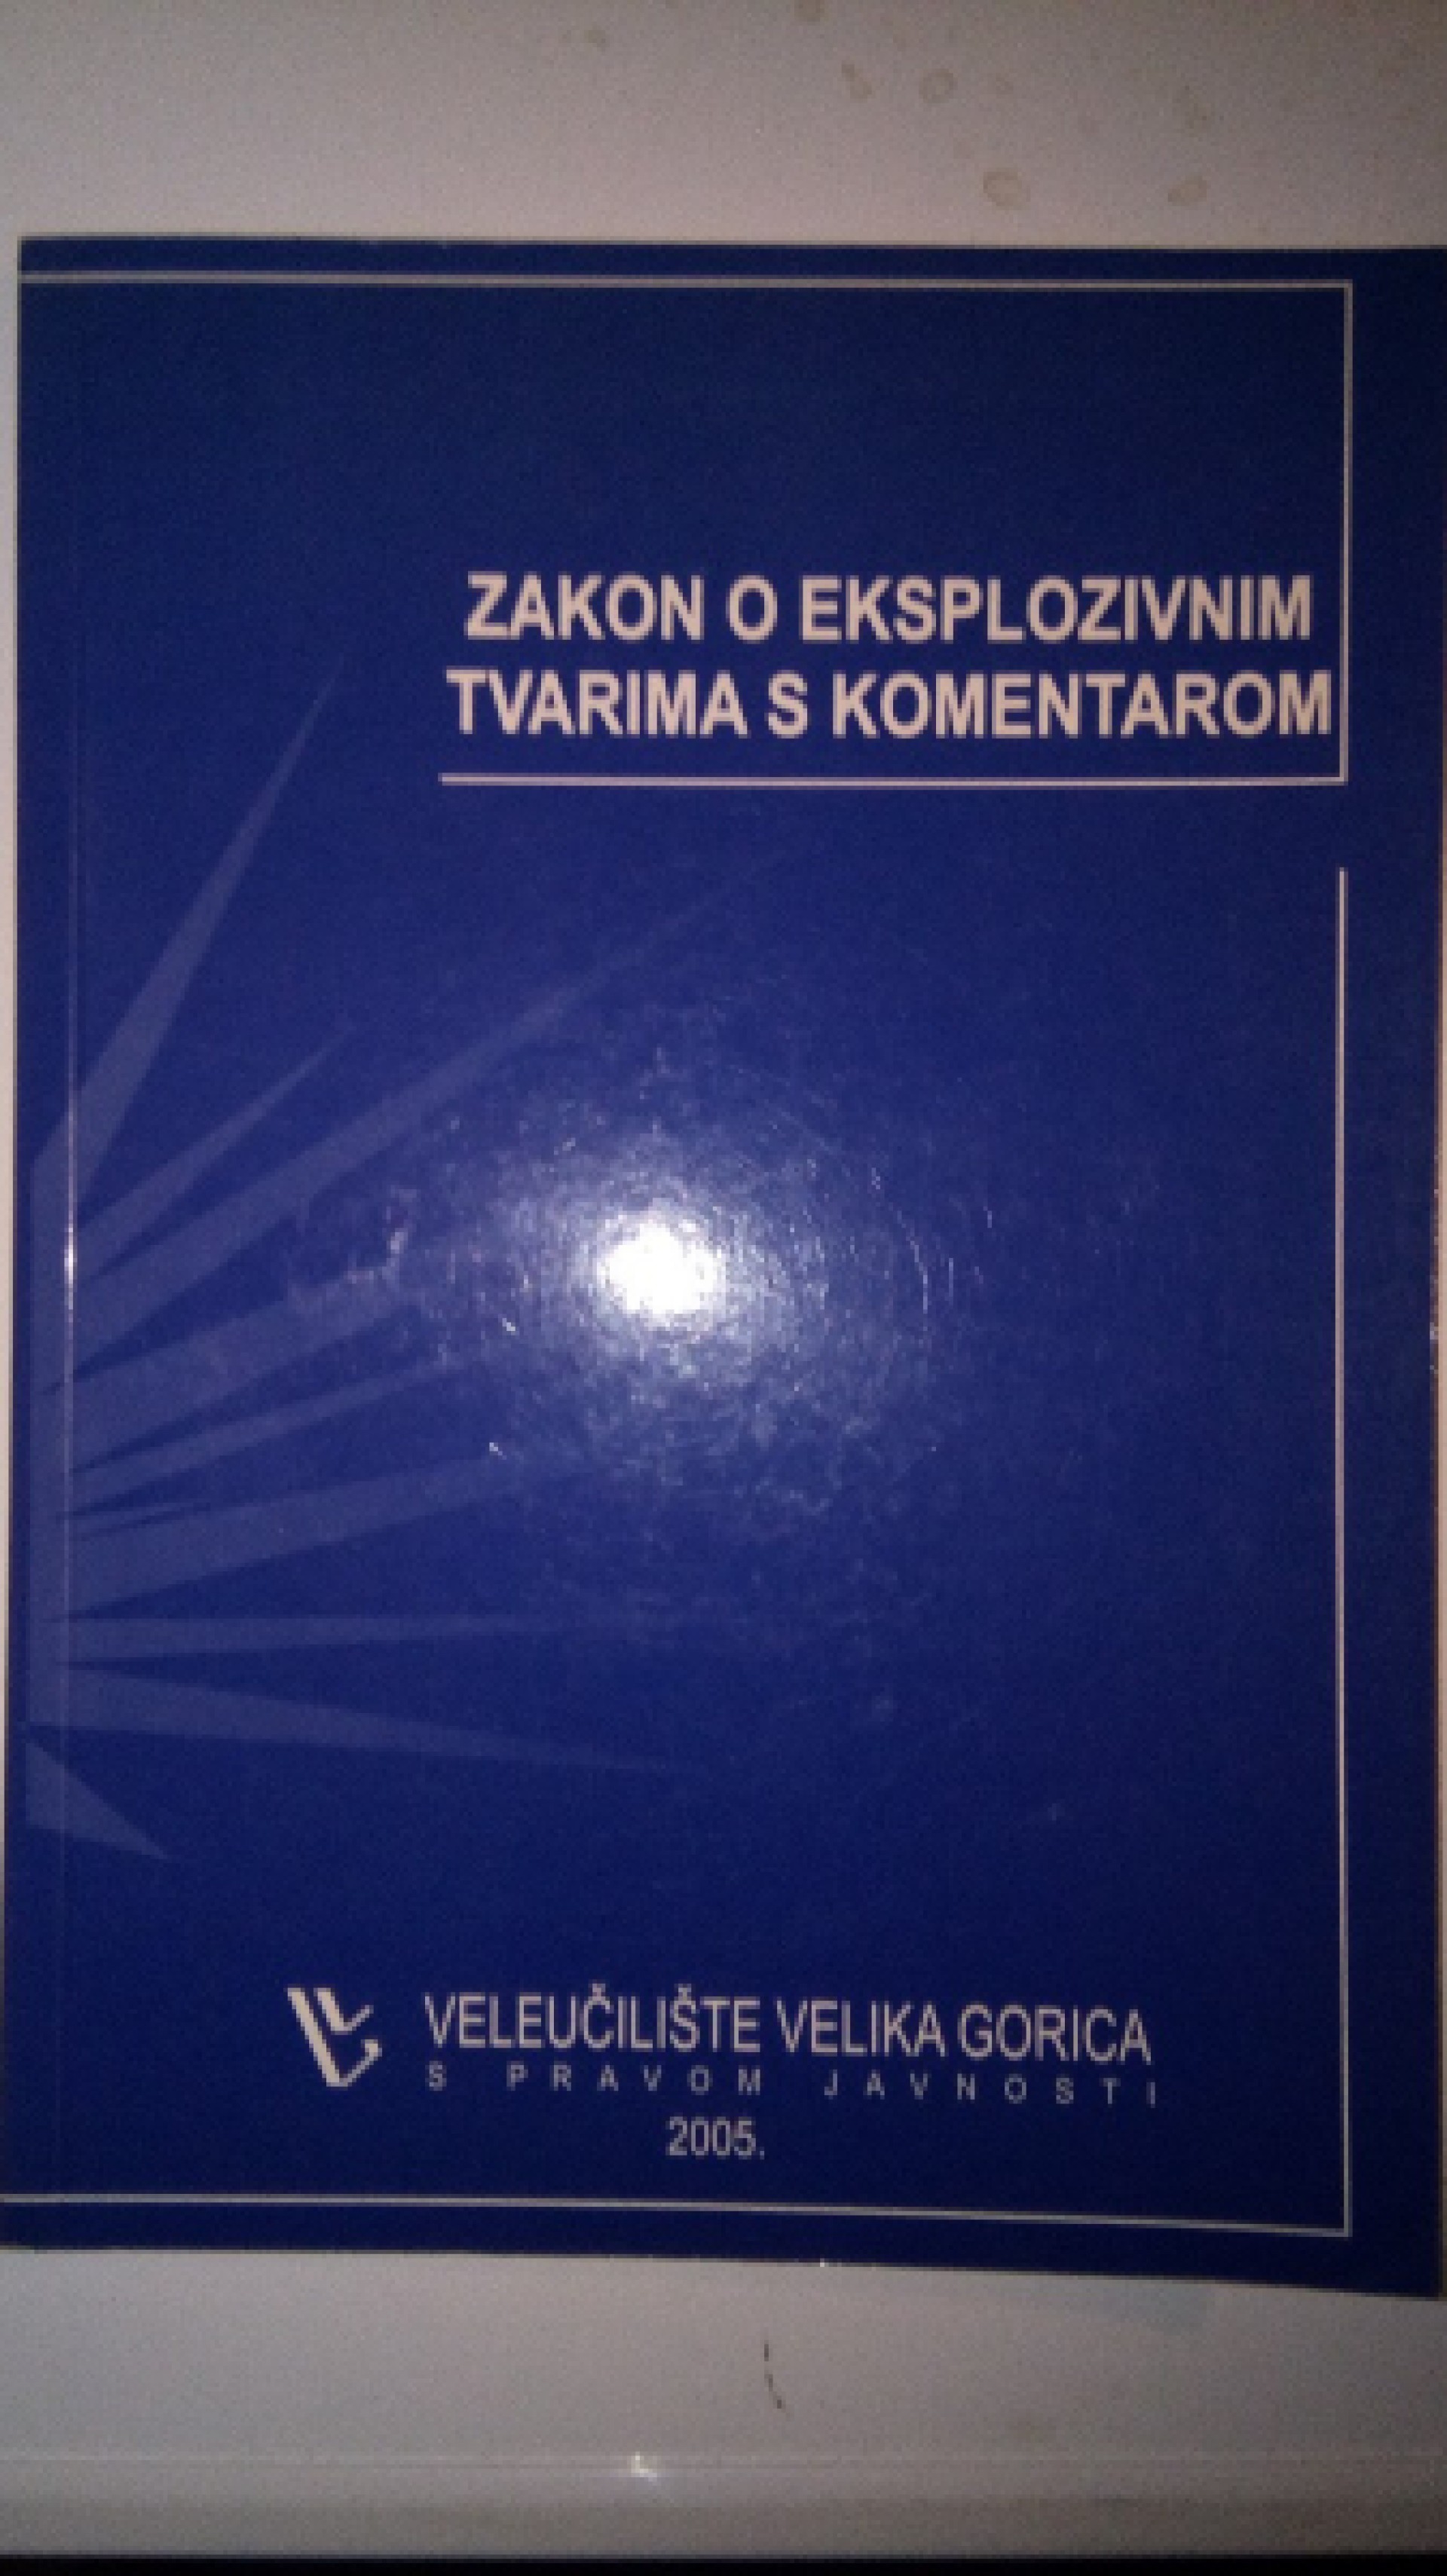 ZAKON O EKSPLOZIVNIM
TVARIMA S KOMENTAROM
VELEUČILIŠTE VELIKA GORICA
S PRAVOM JAVNOSTI
2005.